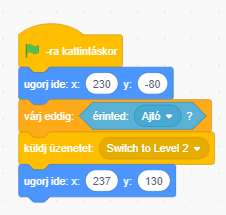 -ra kattintáskor
ugorj ide: x: 230 y: -80
várj eddig: érinted: Ajtó ?
küldj üzenetet: Switch to Level 2
ugorj ide: x: 237 y: 130